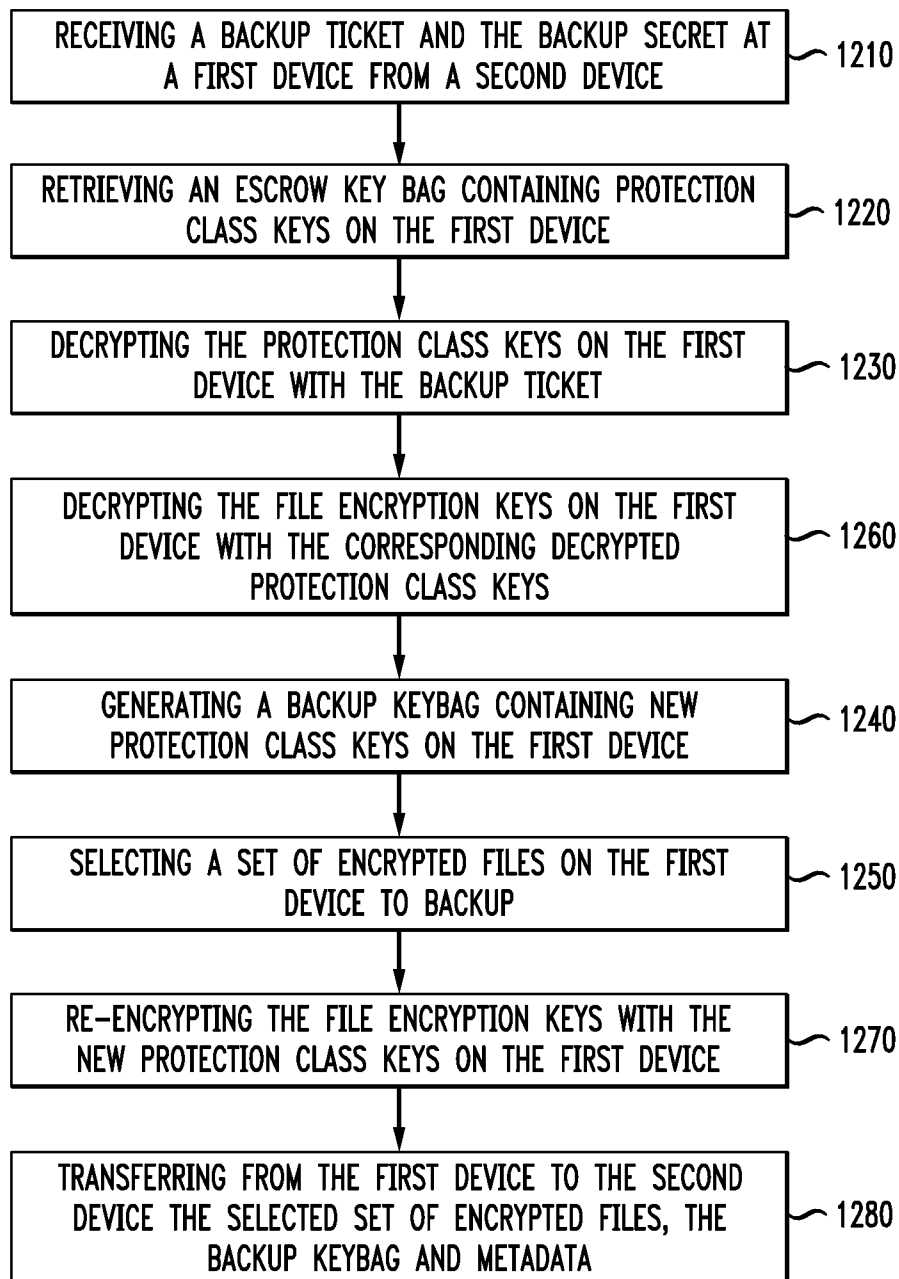 RECEIVING A BACKUP TICKET AND THE BACKUP SECRET AT
A FIRST DEVICE FROM A SECOND DEVICE
1210
RETRIEVING AN ESCROW KEY BAG CONTAINING PROTECTION
CLASS KEYS ON THE FIRST DEVICE
1220
DECRYPTING THE PROTECTION CLASS KEYS ON THE FIRST
DEVICE WITH THE BACKUP TICKET
1230
DECRYPTING THE FILE ENCRYPTION KEYS ON THE FIRST
DEVICE WITH THE CORRESPONDING DECRYPTED
PROTECTION CLASS KEYS
1260
GENERATING A BACKUP KEYBAG CONTAINING NEW
PROTECTION CLASS KEYS ON THE FIRST DEVICE
1240
SELECTING A SET OF ENCRYPTED FILES ON THE FIRST
DEVICE TO BACKUP
1250
RE-ENCRYPTING THE FILE ENCRYPTION KEYS WITH THE
NEW PROTECTION CLASS KEYS ON THE FIRST DEVICE
1270
TRANSFERRING FROM THE FIRST DEVICE TO THE SECOND
DEVICE THE SELECTED SET OF ENCRYPTED FILES, THE
BACKUP KEYBAG AND METADATA
1280